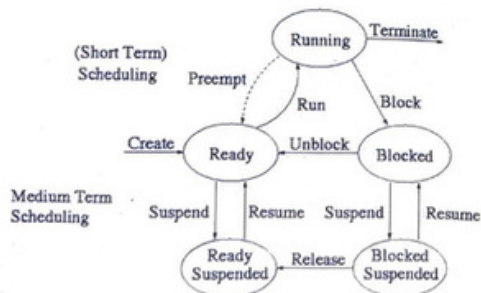 Running
Terminate
(Short Term)
Scheduling
Preempt
Run
Block
Create
Ready
Unblock
Blocked
Medium Term
Scheduling
Suspend
Resume
Suspend
Resume
Ready
Suspended
Release
Blocked
Suspended